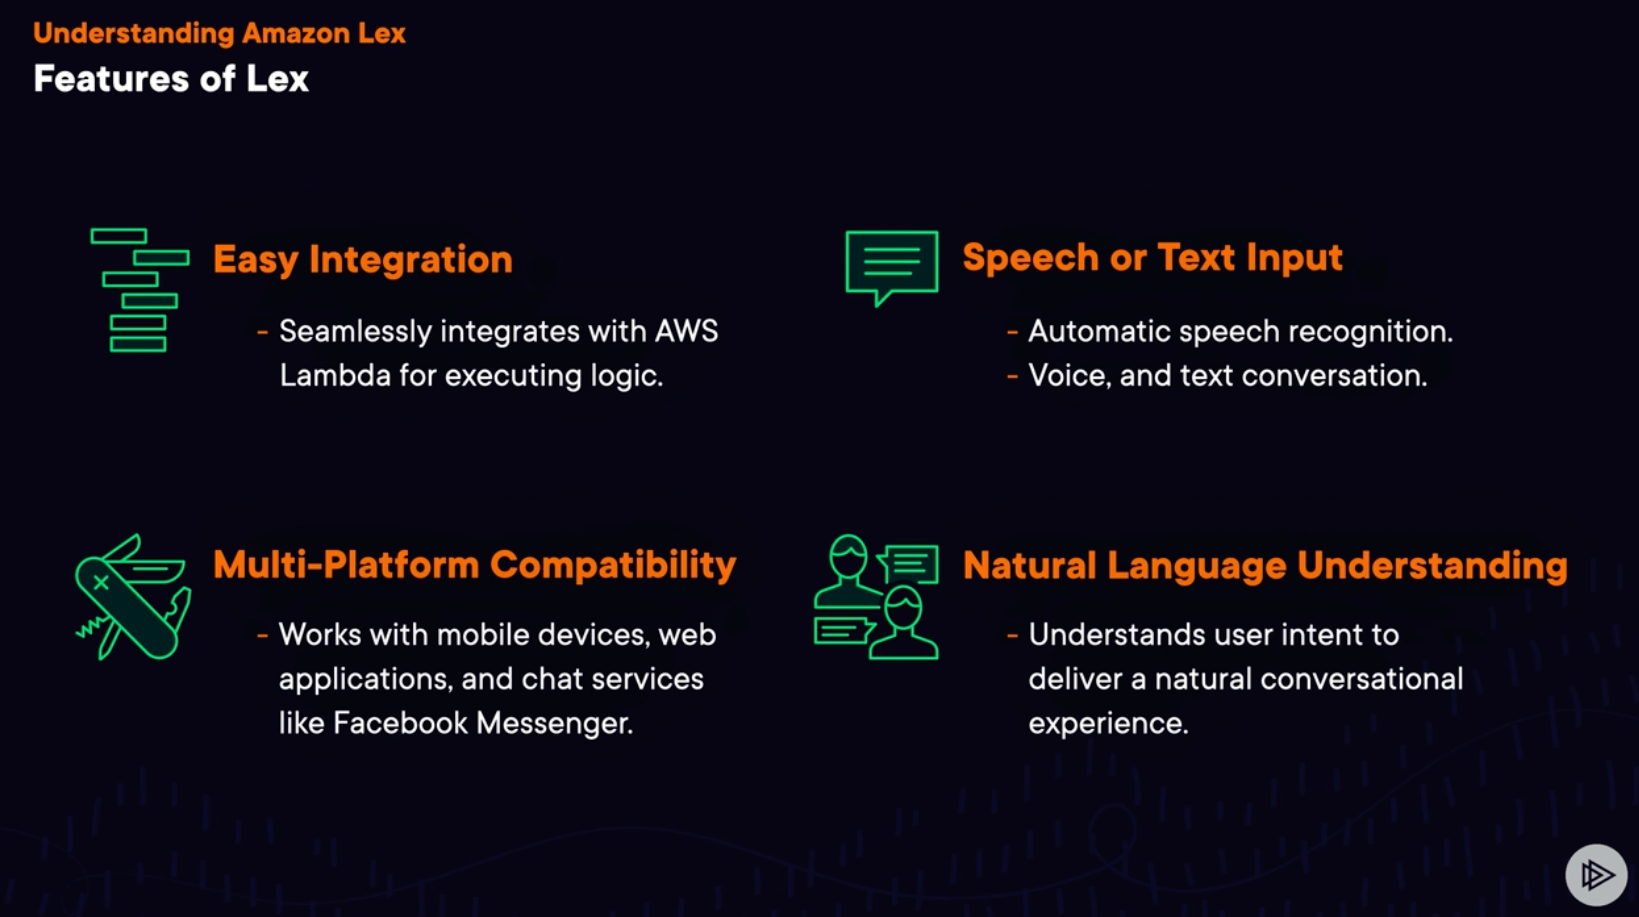 Understanding Amazon Lex
Features of Lex
Easy Integration
- Seamlessly integrates with AWS
Lambda for executing logic.
Speech or Text Input
- Automatic speech recognition.
- Voice, and text conversation.
Multi-Platform Compatibility
- Works with mobile devices, web
applications, and chat services
like Facebook Messenger.
Natural Language Understanding
- Understands user intent to
deliver a natural conversational
experience.